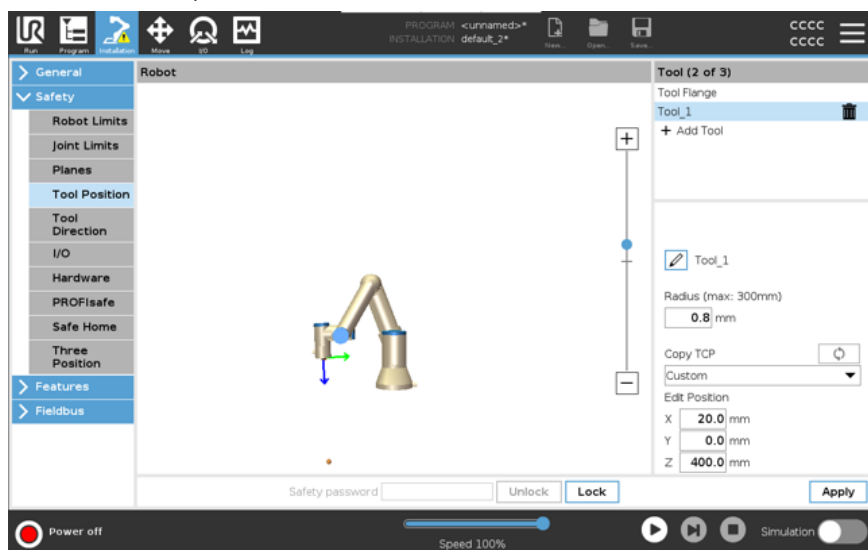 PROGRAM <unnamed>*
INSTALLATION default_2*
UR
Run
Program
Installation
Move
I/O
Log
New...
Open...
Save...
CCCC
CCCC
General
Safety
Robot Limits
Joint Limits
Planes
Tool Position
Tool
Direction
I/O
Hardware
PROFIsafe
Safe Home
Three
Position
Features
Fieldbus
Robot
Tool (2 of 3)
Tool Flange
Tool_1
+ Add Tool
Tool_1
Radius (max: 300mm)
0.8 mm
Copy TCP
Custom
Edit Position
X 20.0 mm
Y 0.0 mm
Z 400.0 mm
Safety password
Unlock
Lock
Apply
Power off
Speed 100%
Simulation